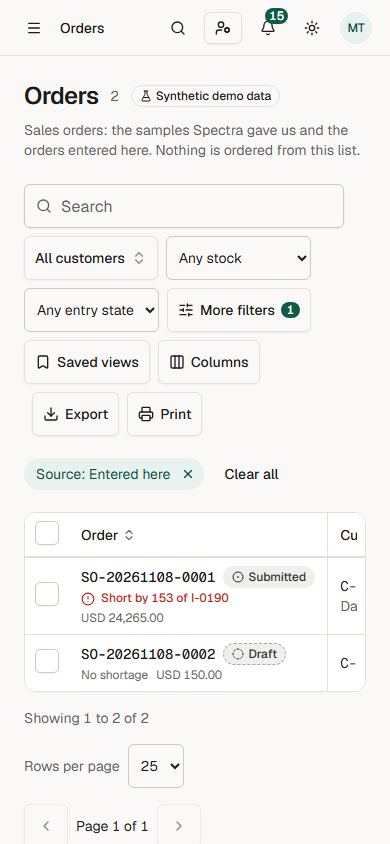 Orders
15
MT
Orders 2 Synthetic demo data
Sales orders: the samples Spectra gave us and the
orders entered here. Nothing is ordered from this list.
Search
All customers Any stock
Any entry state More filters 1
Saved views Columns
Export Print
Source: Entered here Clear all
Order Cu
SO-20261108-0001 Submitted C-
Short by 153 of I-0190 Da
USD 24,265.00
SO-20261108-0002 Draft C-
No shortage USD 150.00
Showing 1 to 2 of 2
Rows per page 25
Page 1 of 1